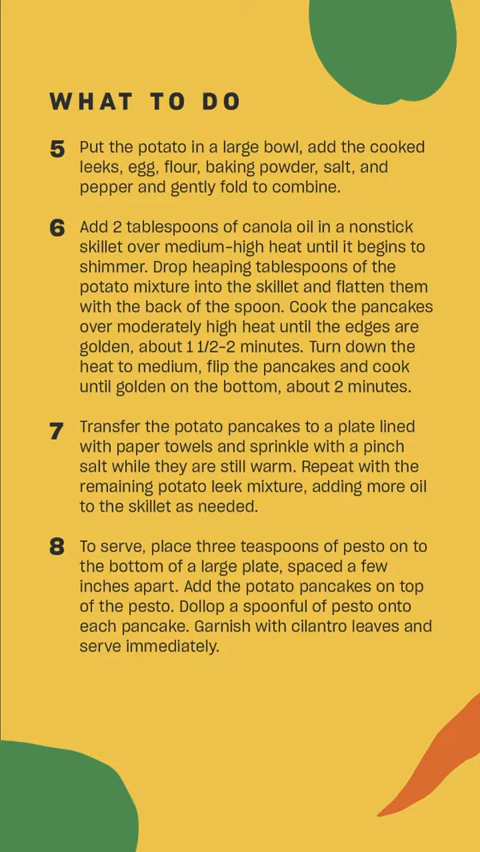 WHAT TO DO
5 Put the potato in a large bowl, add the cooked
leeks, egg, flour, baking powder, salt, and
pepper and gently fold to combine.
6 Add 2 tablespoons of canola oil in a nonstick
skillet over medium-high heat until it begins to
shimmer. Drop heaping tablespoons of the
potato mixture into the skillet and flatten them
with the back of the spoon. Cook the pancakes
over moderately high heat until the edges are
golden, about 1 1/2-2 minutes. Turn down the
heat to medium, flip the pancakes and cook
until golden on the bottom, about 2 minutes.
7 Transfer the potato pancakes to a plate lined
with paper towels and sprinkle with a pinch
salt while they are still warm. Repeat with the
remaining potato leek mixture, adding more oil
to the skillet as needed.
8 To serve, place three teaspoons of pesto on to
the bottom of a large plate, spaced a few
inches apart. Add the potato pancakes on top
of the pesto. Dollop a spoonful of pesto onto
each pancake. Garnish with cilantro leaves and
serve immediately.